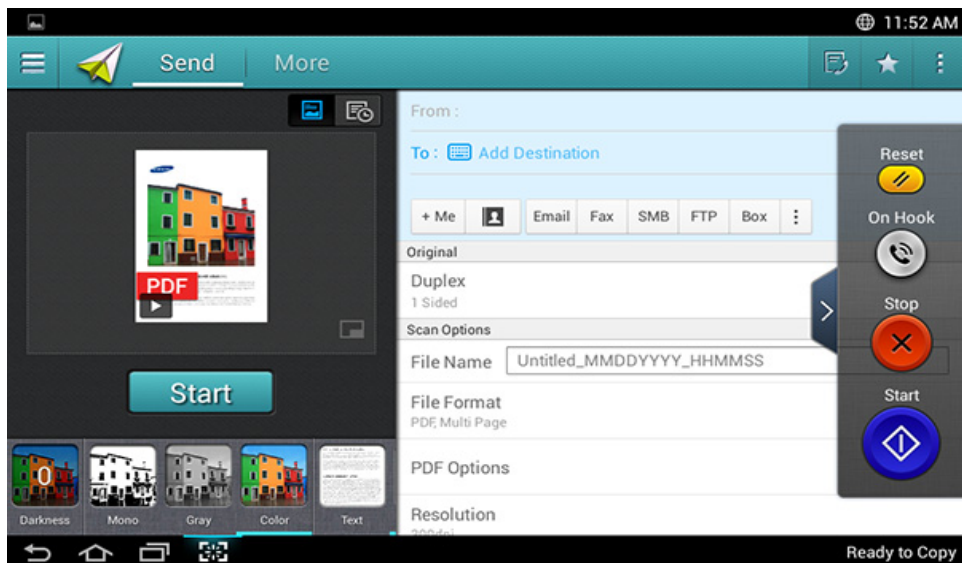 11:52 AM
Send
More
From :
To : Add Destination
+ Me
Email
Fax
SMB
FTP
Box
Original
Duplex
1 Sided
Scan Options
File Name
Untitled_MMDDYYYY_HHMMSS
File Format
PDF, Multi Page
PDF Options
Resolution
PDF
Start
0
Darkness
Mono
Gray
Color
Text
Reset
On Hook
Stop
Start
Ready to Copy